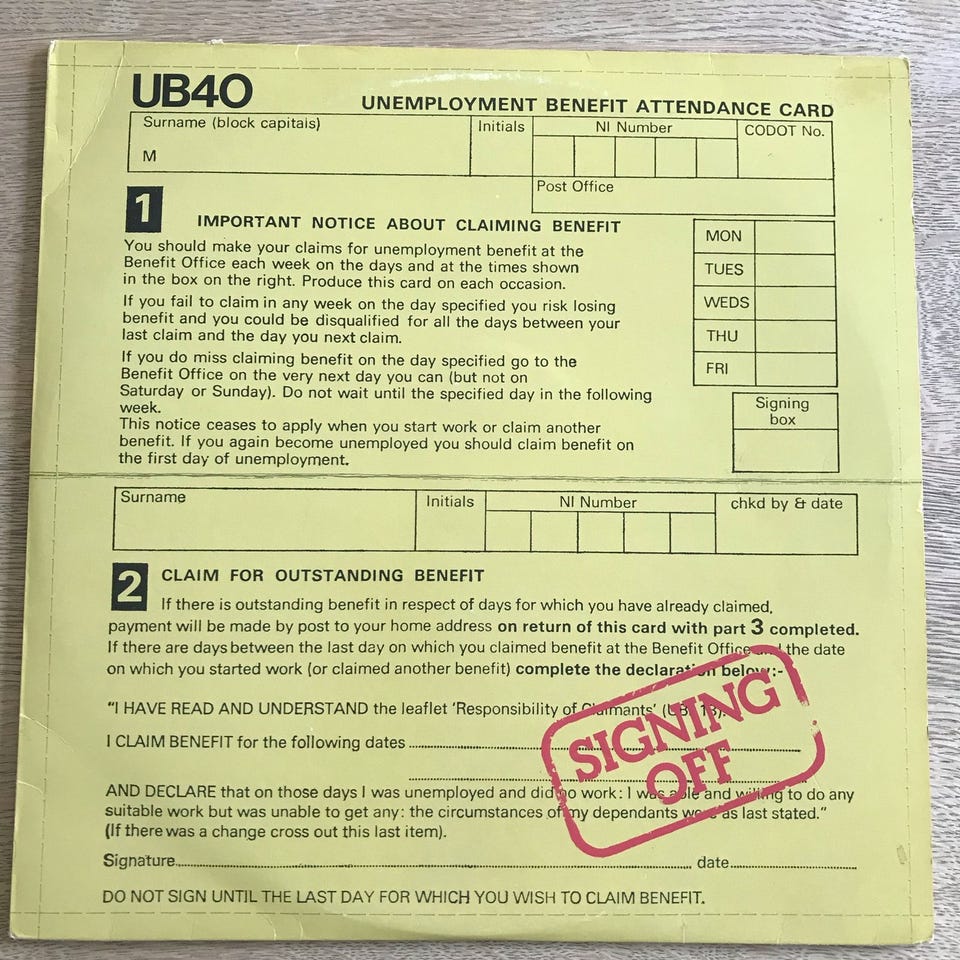 UB40
UNEMPLOYMENT BENEFIT ATTENDANCE CARD
Surname (block capitals)
Initials
NI Number
CODOT No.
M
Post Office
1
IMPORTANT NOTICE ABOUT CLAIMING BENEFIT
You should make your claims for unemployment benefit at the
Benefit Office each week on the days and at the times shown
in the box on the right. Produce this card on each occasion.
If you fail to claim in any week on the day specified you risk losing
benefit and you could be disqualified for all the days between your
last claim and the day you next claim.
If you do miss claiming benefit on the day specified go to the
Benefit Office on the very next day you can (but not on
Saturday or Sunday). Do not wait until the specified day in the following
week.
This notice ceases to apply when you start work or claim another
benefit. If you again become unemployed you should claim benefit on
the first day of unemployment.
MON
TUES
WEDS
THU
FRI
Signing
box
Surname
Initials
NI Number
chkd by & date
2
CLAIM FOR OUTSTANDING BENEFIT
If there is outstanding benefit in respect of days for which you have already claimed,
payment will be made by post to your home address on return of this card with part 3 completed.
If there are days between the last day on which you claimed benefit at the Benefit Office and the date
on which you started work (or claimed another benefit) complete the declaration below:-
"I HAVE READ AND UNDERSTAND the leaflet 'Responsibility of Claimants'
I CLAIM BENEFIT for the following dates
AND DECLARE that on those days I was unemployed and did no work: I was able and willing to do any
suitable work but was unable to get any: the circumstances of my dependants were as last stated."
(If there was a change cross out this last item).
Signature
date
DO NOT SIGN UNTIL THE LAST DAY FOR WHICH YOU WISH TO CLAIM BENEFIT.
SIGNING
OFF